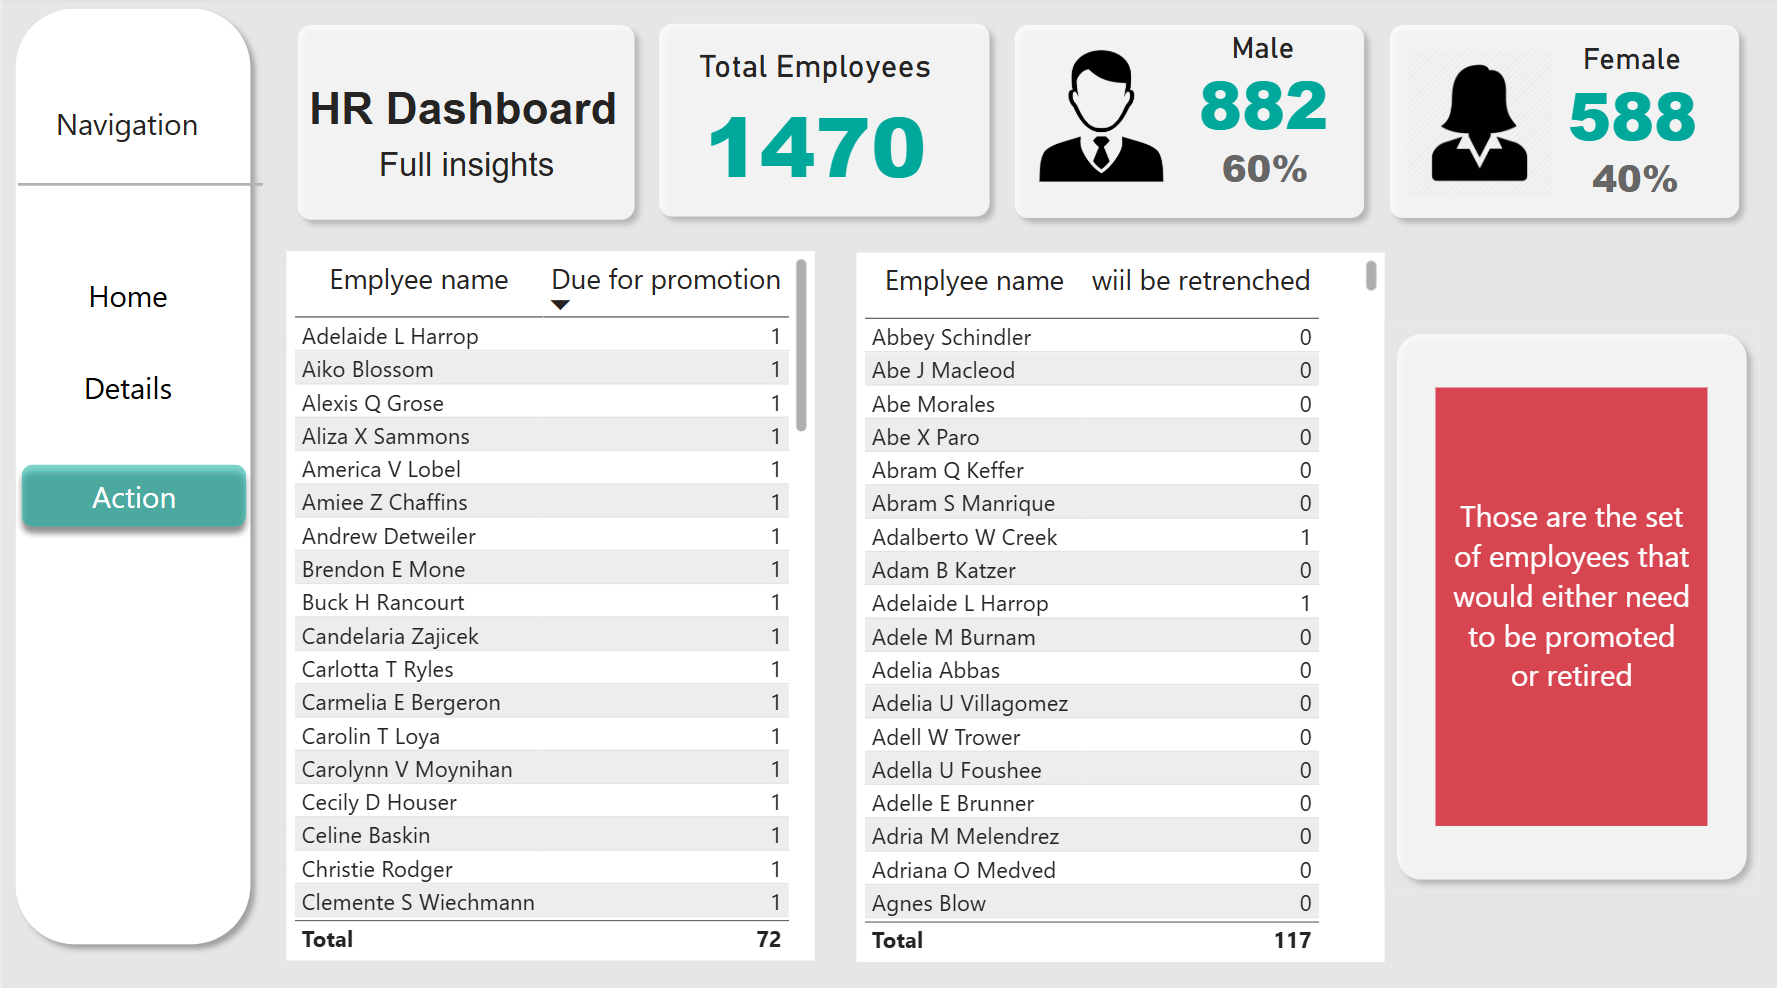 Navigation
Home
Details
Action
HR Dashboard
Full insights
Total Employees
1470
Male
882
60%
Female
588
40%
Emplyee name Due for promotion
Adelaide L Harrop 1
Aiko Blossom 1
Alexis Q Grose 1
Aliza X Sammons 1
America V Lobel 1
Amiee Z Chaffins 1
Andrew Detweiler 1
Brendon E Mone 1
Buck H Rancourt 1
Candelaria Zajicek 1
Carlotta T Ryles 1
Carmelia E Bergeron 1
Carolin T Loya 1
Carolynn V Moynihan 1
Cecily D Houser 1
Celine Baskin 1
Christie Rodger 1
Clemente S Wiechmann 1
Total 72
Emplyee name wiil be retrenched
Abbey Schindler 0
Abe J Macleod 0
Abe Morales 0
Abe X Paro 0
Abram Q Keffer 0
Abram S Manrique 0
Adalberto W Creek 1
Adam B Katzer 0
Adelaide L Harrop 1
Adele M Burnam 0
Adelia Abbas 0
Adelia U Villagomez 0
Adell W Trower 0
Adella U Foushee 0
Adelle E Brunner 0
Adria M Melendrez 0
Adriana O Medved 0
Agnes Blow 0
Total 117
Those are the set
of employees that
would either need
to be promoted
or retired